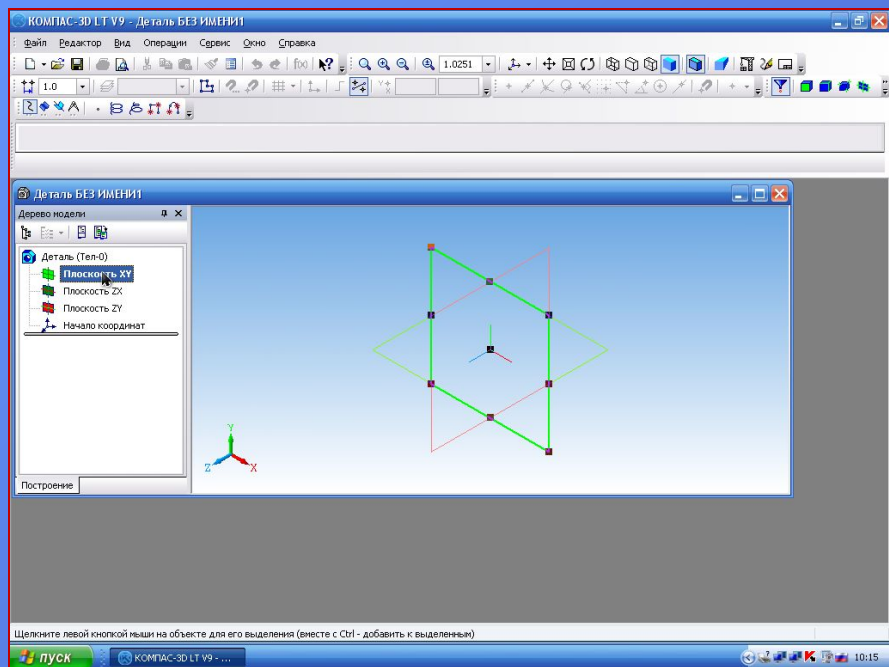 КОМПАС-3D LT V9 - Деталь БЕЗ ИМЕНИ1
Файл Редактор Вид Операции Сервис Окно Справка
1.0251
1.0
Деталь БЕЗ ИМЕНИ1
Дерево модели
Деталь (Тел-0)
Плоскость XY
Плоскость ZX
Плоскость ZY
Начало координат
Y
Z X
Построение
Щелкните левой кнопкой мыши на объекте для его выделения (вместе с Ctrl - добавить к выделенным)
пуск КОМПАС-3D LT V9 - ... 10:15